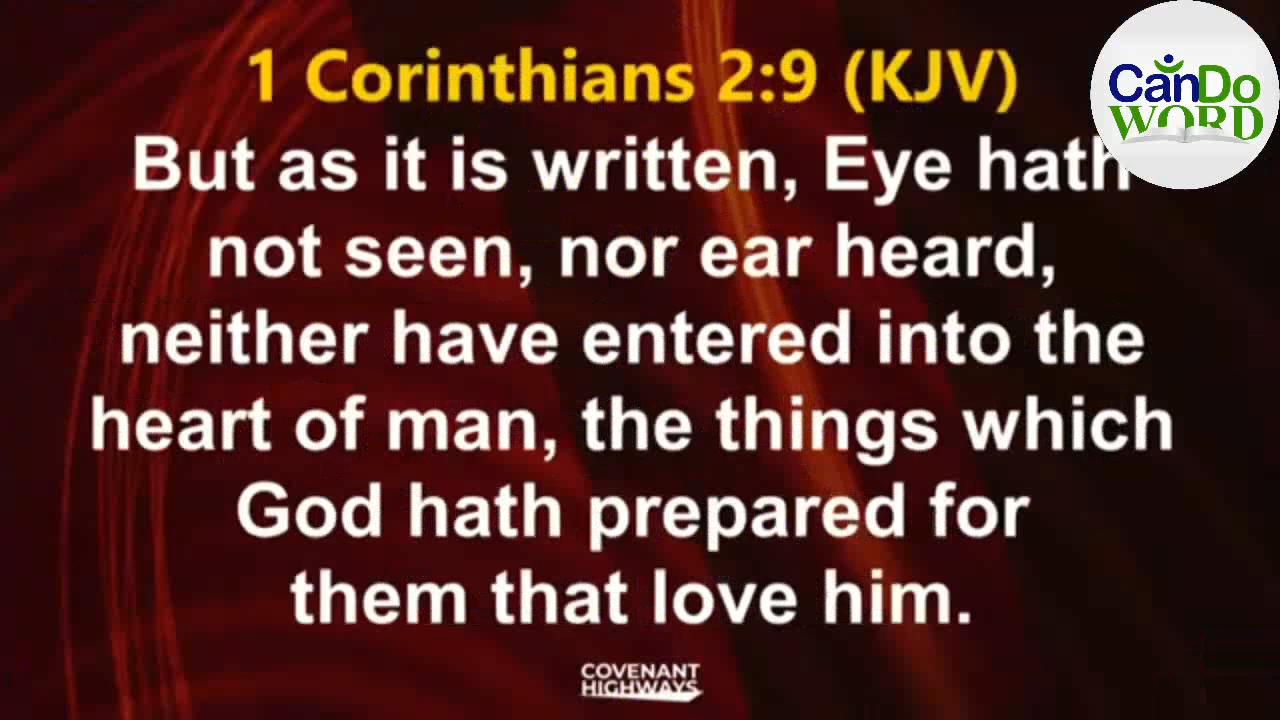 1 Corinthians 2:9 (KJV)
CanDo
WORD
But as it is written, Eye hath
not seen, nor ear heard,
neither have entered into the
heart of man, the things which
God hath prepared for
them that love him.
COVENANT
HIGHWAYS